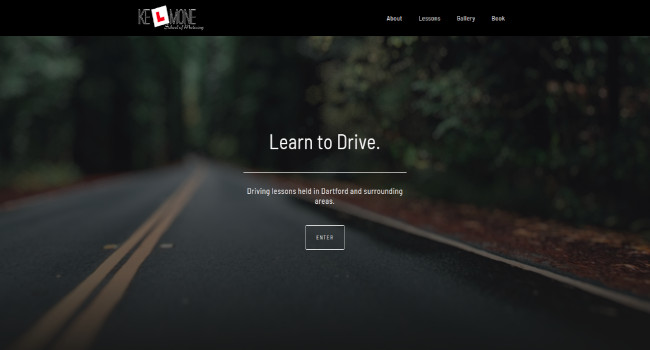 KELMONE
School of Motoring
About Lessons Gallery Book
Learn to Drive.
Driving lessons held in Dartford and surrounding
areas.
ENTER